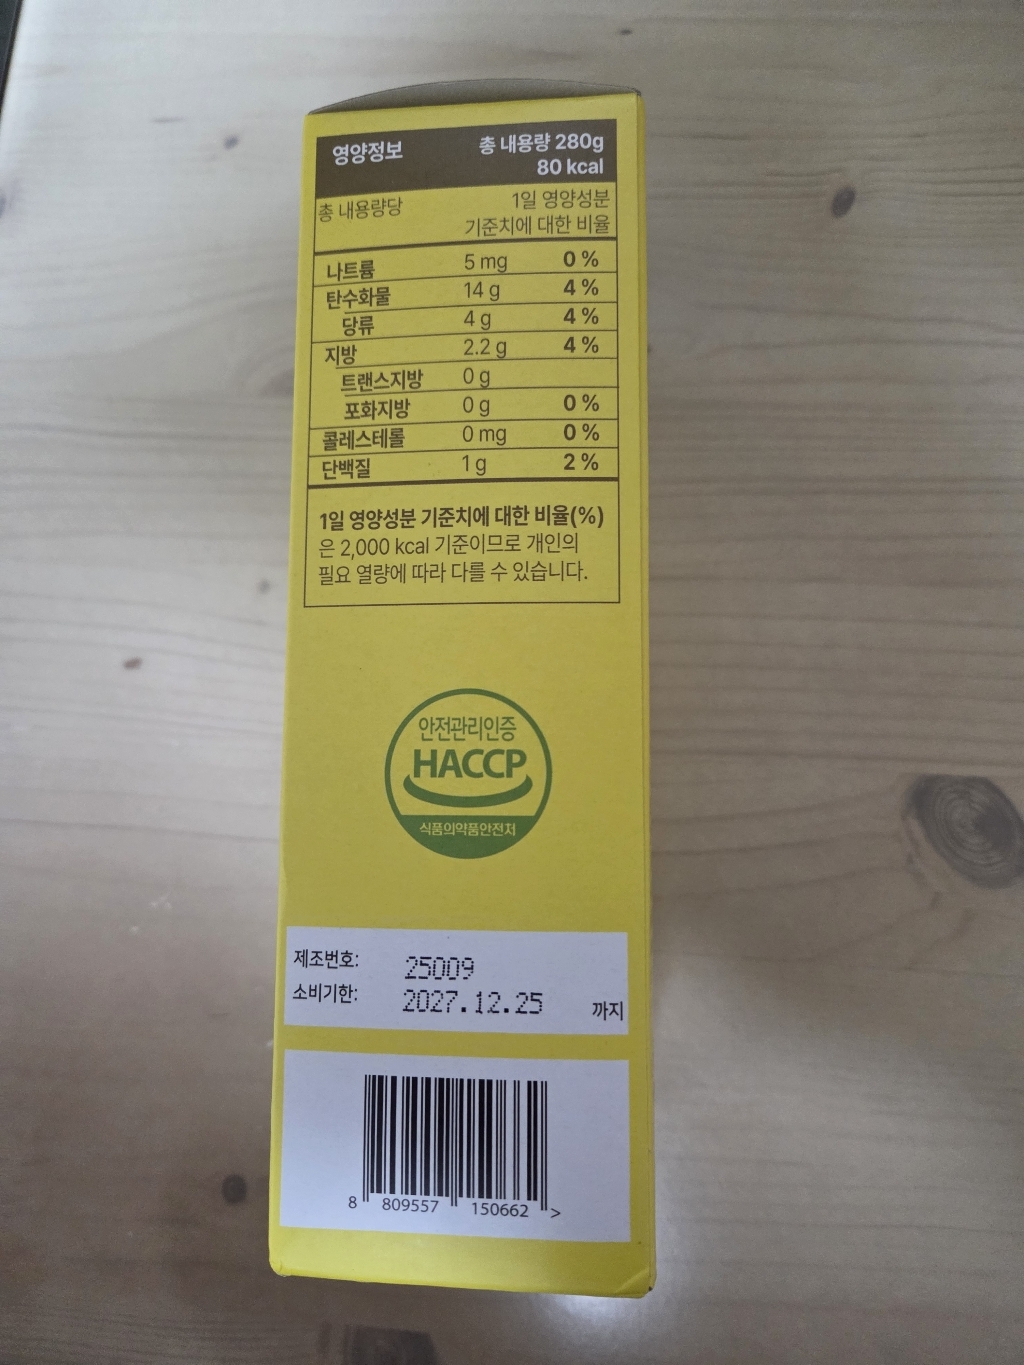 영양정보 총 내용량 280g
80 kcal
총 내용량당 1일 영양성분
기준치에 대한 비율
나트륨 5 mg 0 %
탄수화물 14 g 4 %
당류 4 g 4 %
지방 2.2 g 4 %
트랜스지방 0 g
포화지방 0 g 0 %
콜레스테롤 0 mg 0 %
단백질 1 g 2 %
1일 영양성분 기준치에 대한 비율(%)
은 2,000 kcal 기준이므로 개인의
필요 열량에 따라 다를 수 있습니다.
안전관리인증
HACCP
식품의약품안전처
제조번호: 25009
소비기한: 2027.12.25 까지
8 809557 150662 >